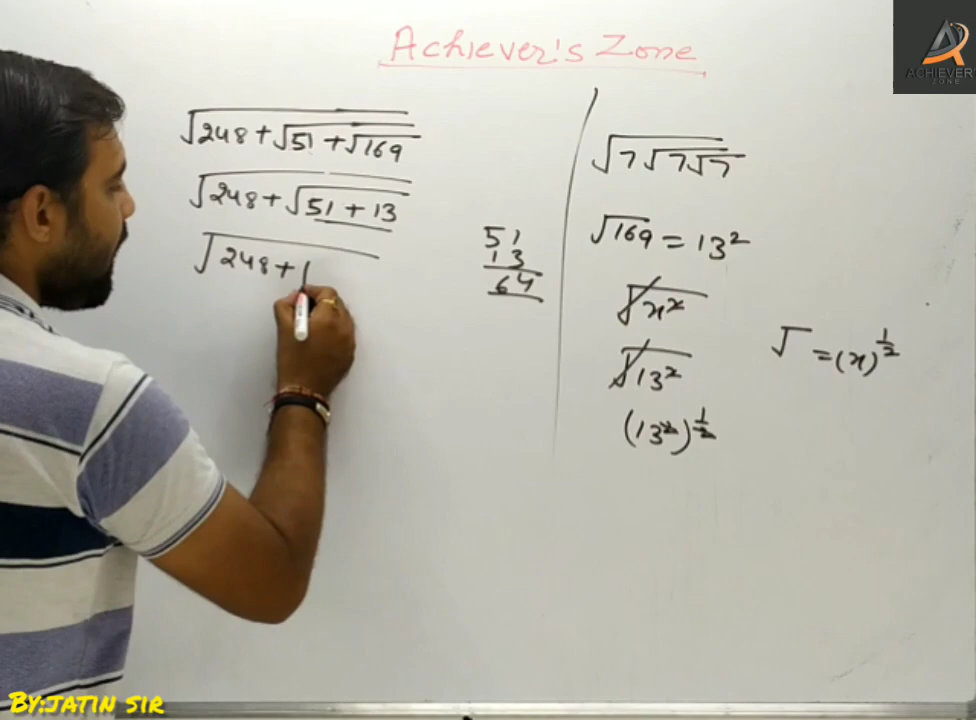 Achiever's Zone
ACHIEVER
ZONE
√248+√51+√169
√248+√51+13
√248+
51
13
64
√7√7√7
√169 = 13²
√x²
√13²
(13²)^1/2
√ =(x)^1/2
By:JATIN SIR